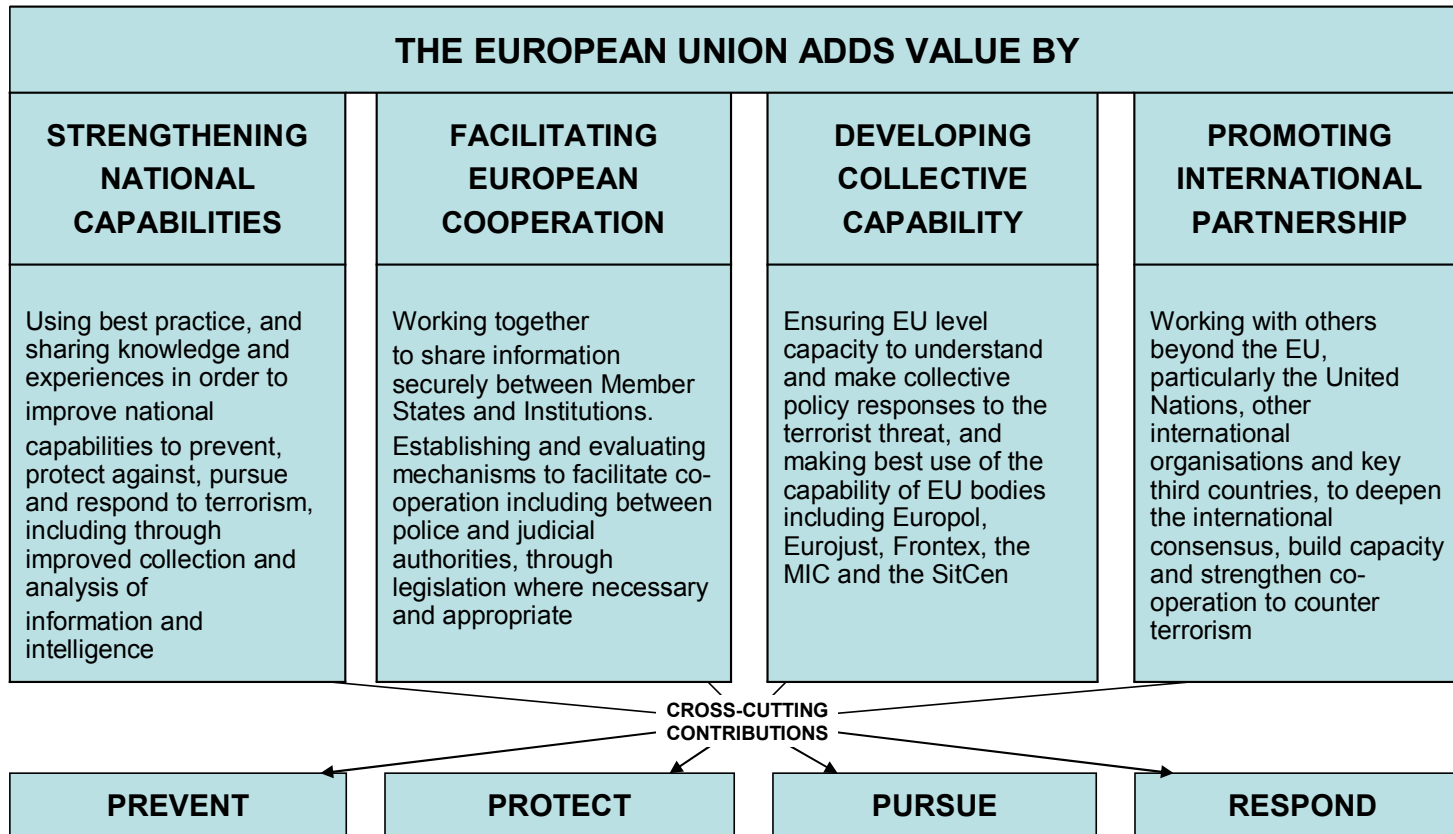 THE EUROPEAN UNION ADDS VALUE BY
STRENGTHENING
NATIONAL
CAPABILITIES
Using best practice, and
sharing knowledge and
experiences in order to
improve national
capabilities to prevent,
protect against, pursue
and respond to terrorism,
including through
improved collection and
analysis of
information and
intelligence
FACILITATING
EUROPEAN
COOPERATION
Working together
to share information
securely between Member
States and Institutions.
Establishing and evaluating
mechanisms to facilitate co-
operation including between
police and judicial
authorities, through
legislation where necessary
and appropriate
DEVELOPING
COLLECTIVE
CAPABILITY
Ensuring EU level
capacity to understand
and make collective
policy responses to the
terrorist threat, and
making best use of the
capability of EU bodies
including Europol,
Eurojust, Frontex, the
MIC and the SitCen
PROMOTING
INTERNATIONAL
PARTNERSHIP
Working with others
beyond the EU,
particularly the United
Nations, other
international
organisations and key
third countries, to deepen
the international
consensus, build capacity
and strengthen co-
operation to counter
terrorism
CROSS-CUTTING
CONTRIBUTIONS
PREVENT
PROTECT
PURSUE
RESPOND